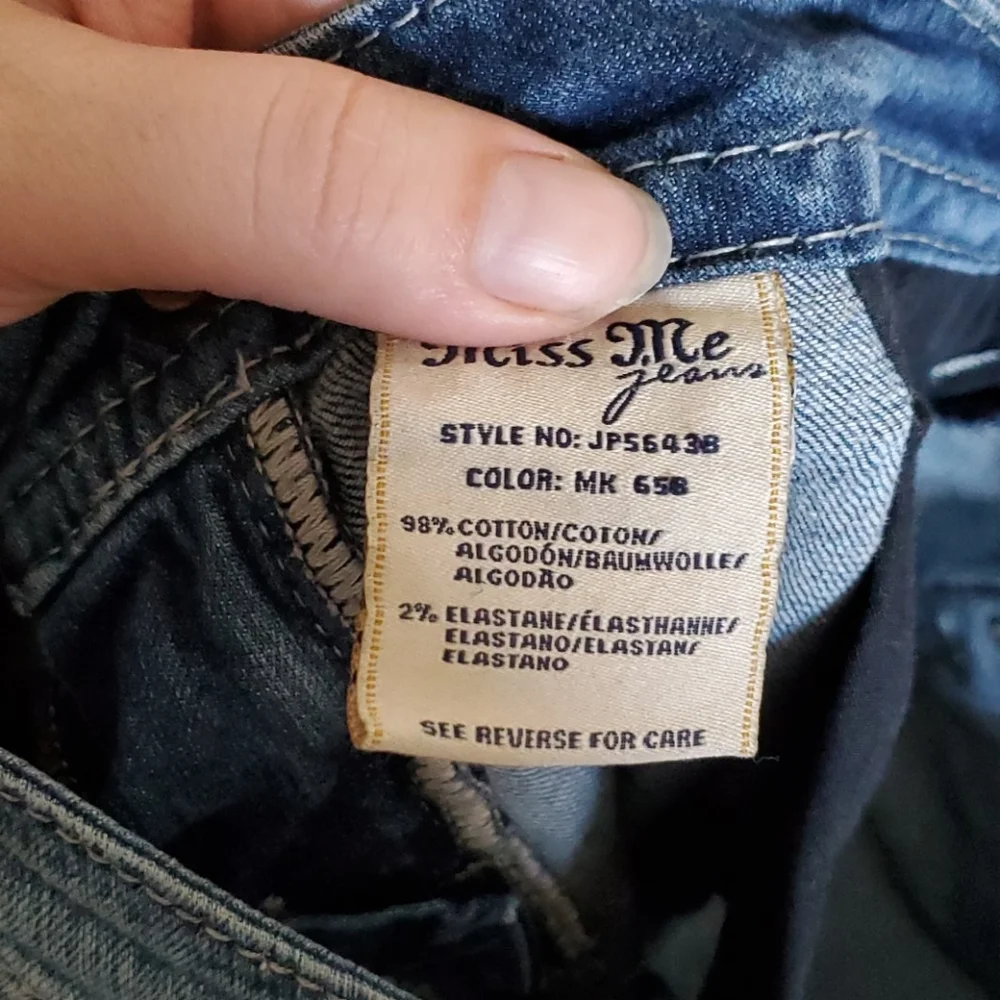 Miss Me
jeans
STYLE NO: JP5643B
COLOR: MK 65B
98% COTTON/COTON/
ALGODÓN/BAUMWOLLE/
ALGODÃO
2% ELASTANE/ÉLASTHANNE/
ELASTANO/ELASTAN/
ELASTANO
SEE REVERSE FOR CARE